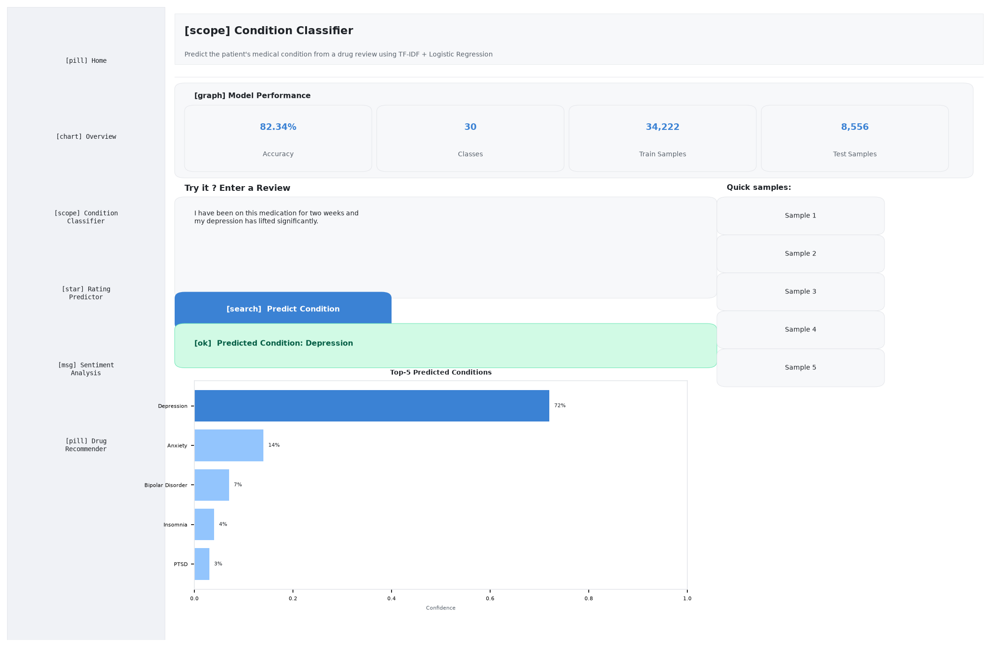 [pill] Home
[chart] Overview
[scope] Condition
Classifier
[star] Rating
Predictor
[msg] Sentiment
Analysis
[pill] Drug
Recommender
[scope] Condition Classifier
Predict the patient's medical condition from a drug review using TF-IDF + Logistic Regression
[graph] Model Performance
82.34%
Accuracy
30
Classes
34,222
Train Samples
8,556
Test Samples
Try it ? Enter a Review
I have been on this medication for two weeks and
my depression has lifted significantly.
[search]  Predict Condition
[ok]  Predicted Condition: Depression
Quick samples:
Sample 1
Sample 2
Sample 3
Sample 4
Sample 5
Top-5 Predicted Conditions
Depression 72%
Anxiety 14%
Bipolar Disorder 7%
Insomnia 4%
PTSD 3%
0.0 0.2 0.4 0.6 0.8 1.0
Confidence